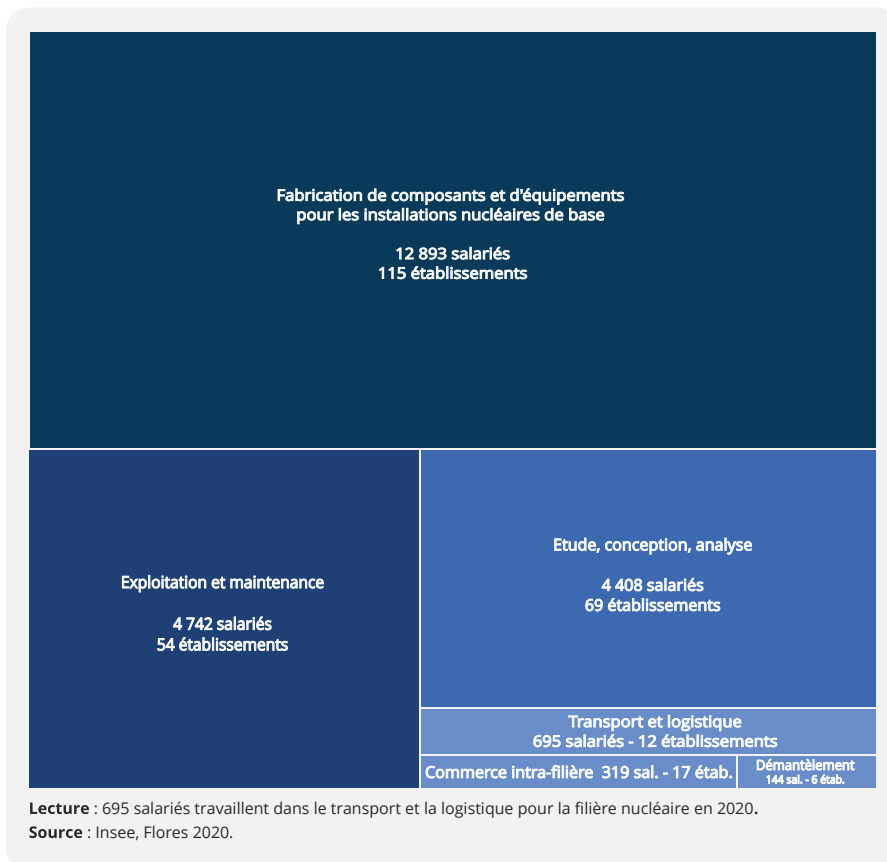 Fabrication de composants et d'équipements
pour les installations nucléaires de base
12 893 salariés
115 établissements
Exploitation et maintenance
4 742 salariés
54 établissements
Etude, conception, analyse
4 408 salariés
69 établissements
Transport et logistique
695 salariés - 12 établissements
Commerce intra-filière 319 sal. - 17 étab.
Démantèlement
144 sal. - 6 étab.
Lecture : 695 salariés travaillent dans le transport et la logistique pour la filière nucléaire en 2020.
Source : Insee, Flores 2020.